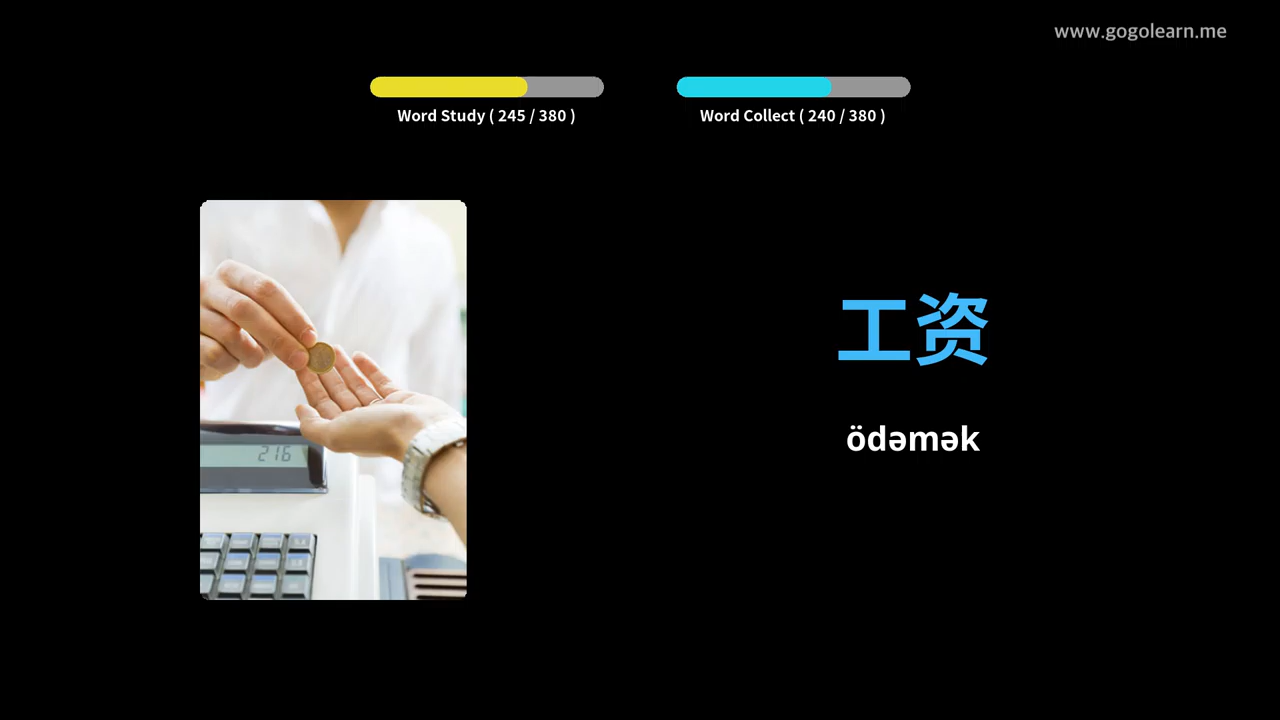 www.gogolearn.me
Word Study ( 245 / 380 )
Word Collect ( 240 / 380 )
工资
ödəmək
216